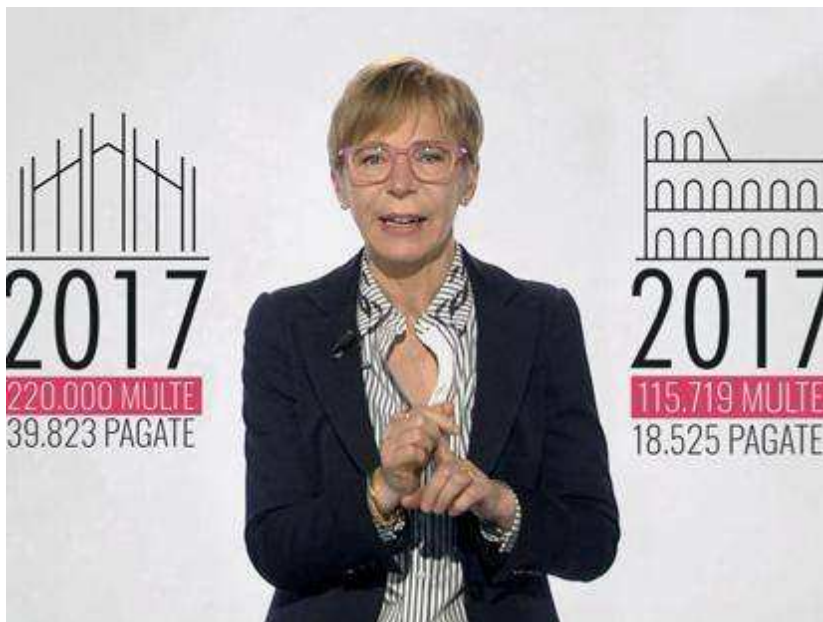 2017
220.000 MULTE
39.823 PAGATE
2017
115.719 MULTE
18.525 PAGATE